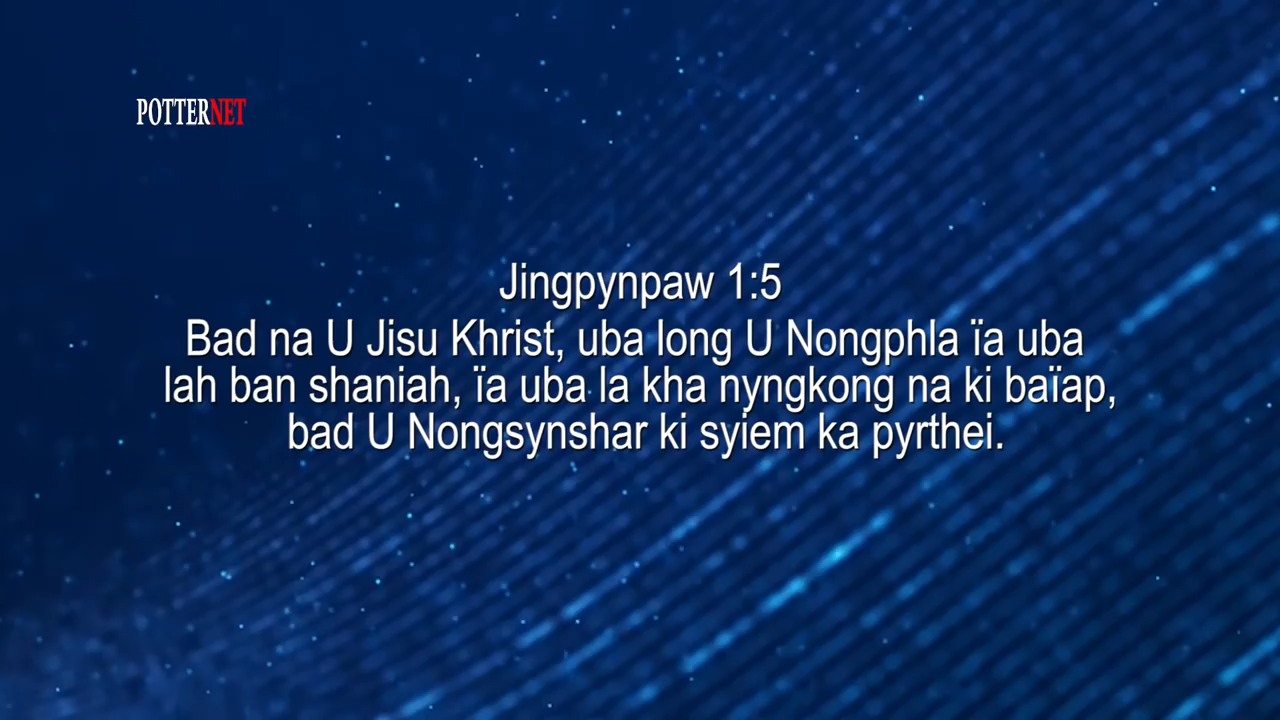 POTTERNET
Jingpynpaw 1:5
Bad na U Jisu Khrist, uba long U Nongphla ïa uba
lah ban shaniah, ïa uba la kha nyngkong na ki baïap,
bad U Nongsynshar ki syiem ka pyrthei.